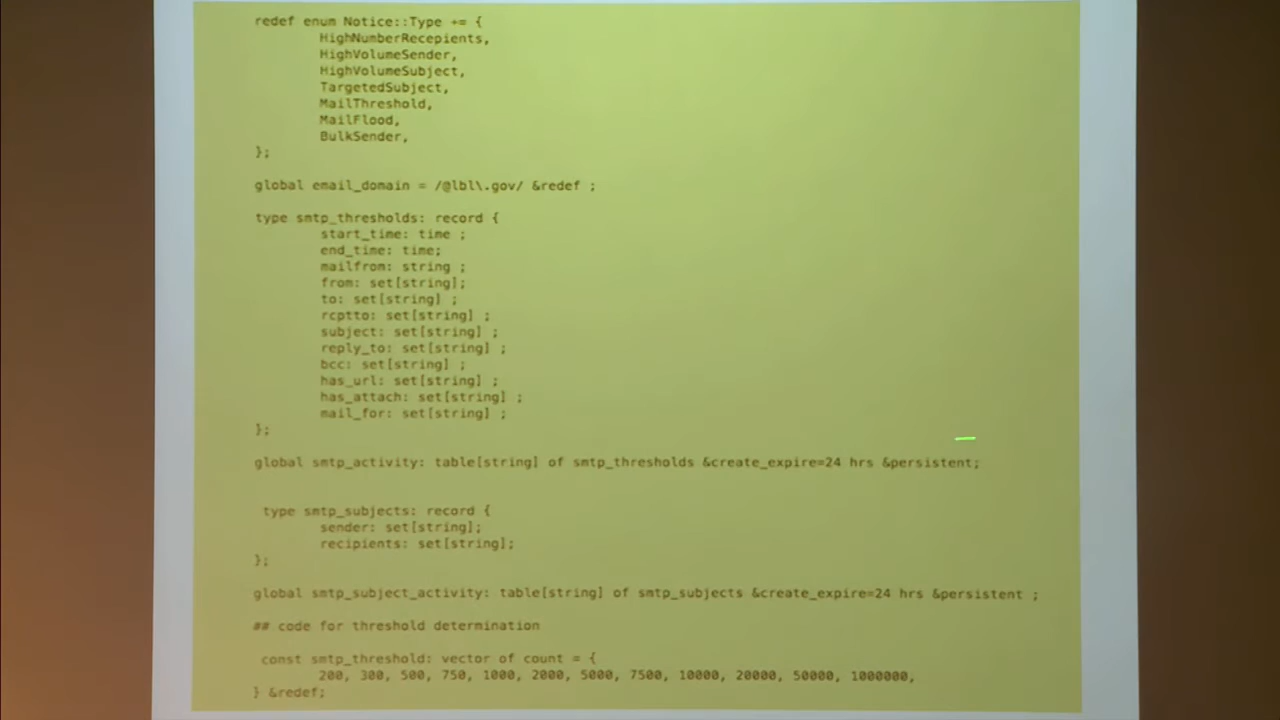 redef enum Notice::Type += {
HighNumberRecepients,
HighVolumeSender,
HighVolumeSubject,
TargetedSubject,
MailThreshold,
MailFlood,
BulkSender,
};
global email_domain = /@lbl\.gov/ &redef ;
type smtp_thresholds: record {
start_time: time ;
end_time: time;
mailfrom: string ;
from: set[string];
to: set[string] ;
rcptto: set[string] ;
subject: set[string] ;
reply_to: set[string] ;
bcc: set[string] ;
has_url: set[string] ;
has_attach: set[string] ;
mail_for: set[string] ;
};
global smtp_activity: table[string] of smtp_thresholds &create_expire=24 hrs &persistent;
type smtp_subjects: record {
sender: set[string];
recipients: set[string];
};
global smtp_subject_activity: table[string] of smtp_subjects &create_expire=24 hrs &persistent ;
## code for threshold determination
const smtp_threshold: vector of count = {
200, 300, 500, 750, 1000, 2000, 5000, 7500, 10000, 20000, 50000, 1000000,
} &redef;